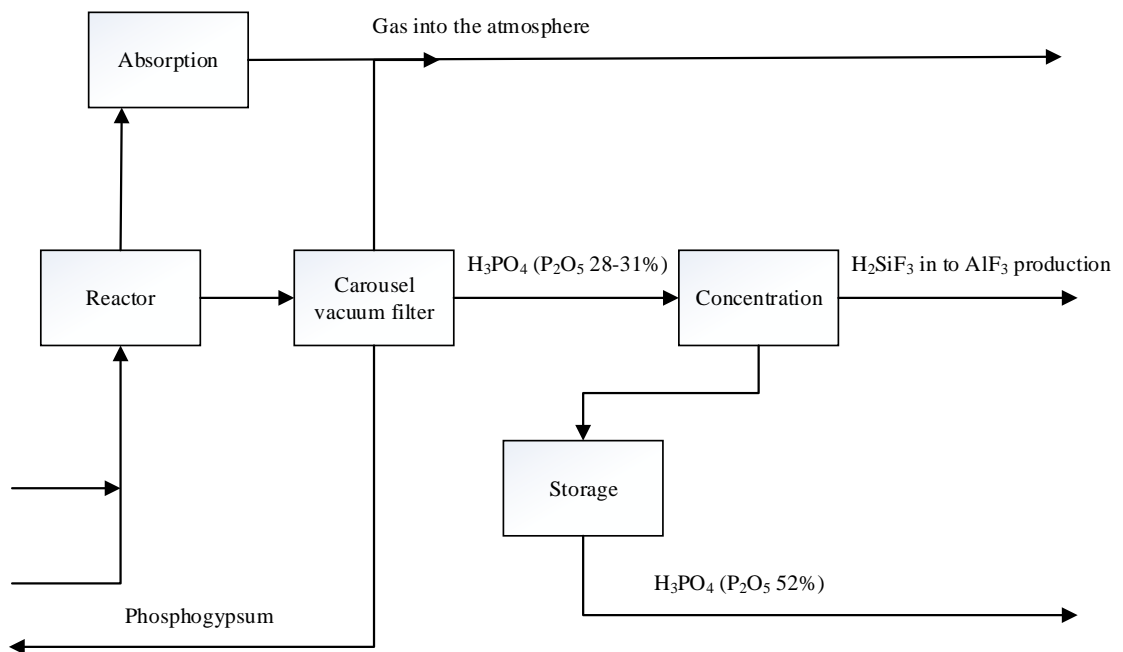 Gas into the atmosphere
Absorption
H₃PO₄ (P₂O₅ 28-31%)
H₂SiF₃ in to AlF₃ production
Reactor
Carousel
vacuum filter
Concentration
Storage
H₃PO₄ (P₂O₅ 52%)
Phosphogypsum